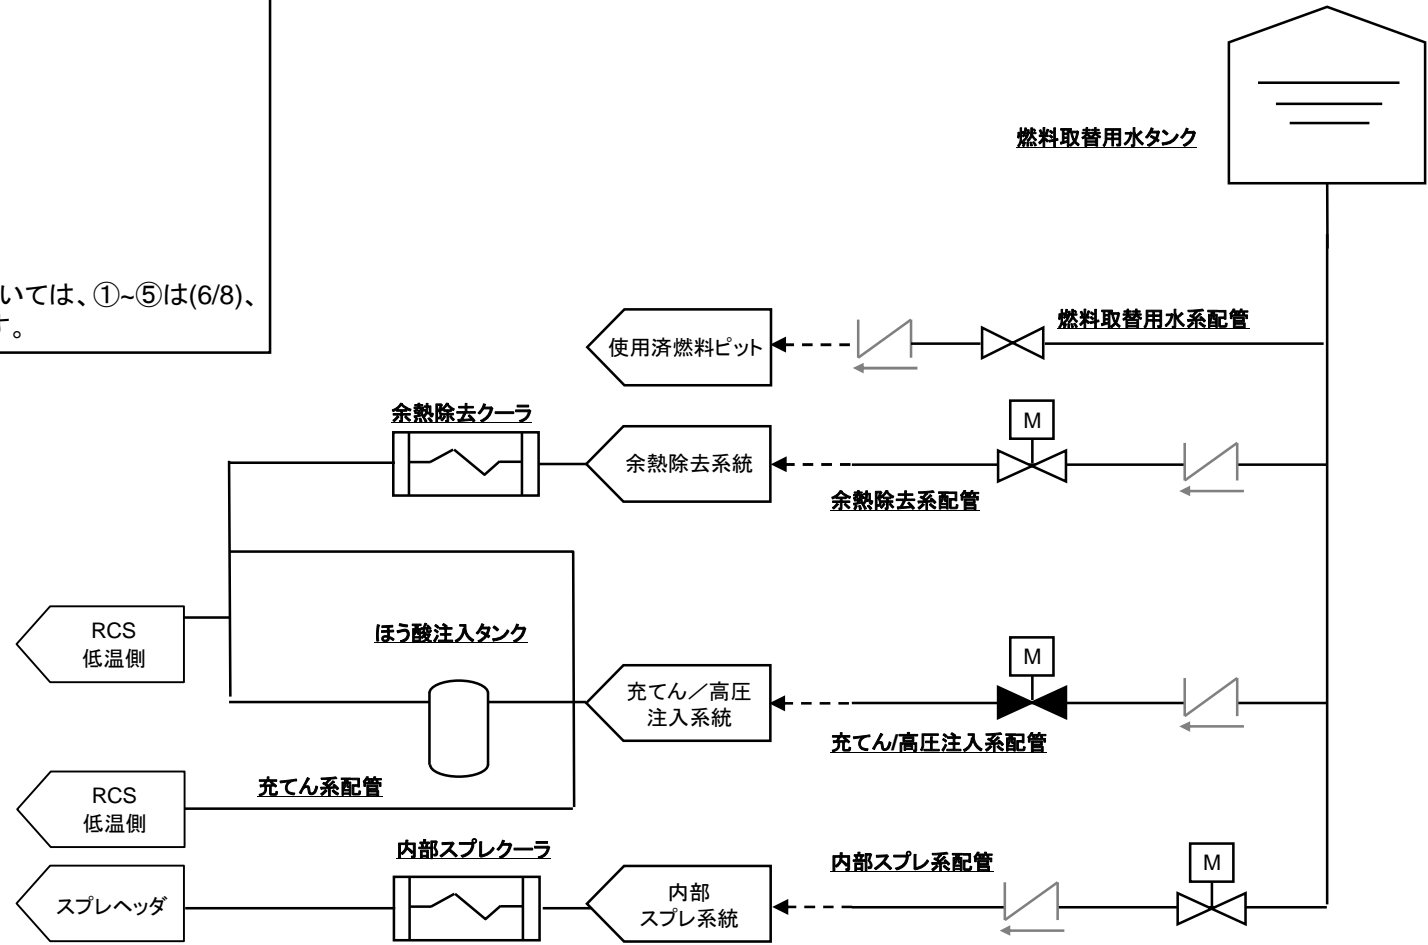 いては、①~⑤は(6/8)、
す。
燃料取替用水タンク
燃料取替用水系配管
使用済燃料ピット
余熱除去クーラ
M
余熱除去系統
余熱除去系配管
RCS
低温側
ほう酸注入タンク
M
充てん／高圧
注入系統
充てん/高圧注入系配管
充てん系配管
RCS
低温側
内部スプレクーラ
内部スプレ系配管
M
スプレヘッダ
内部
スプレ系統